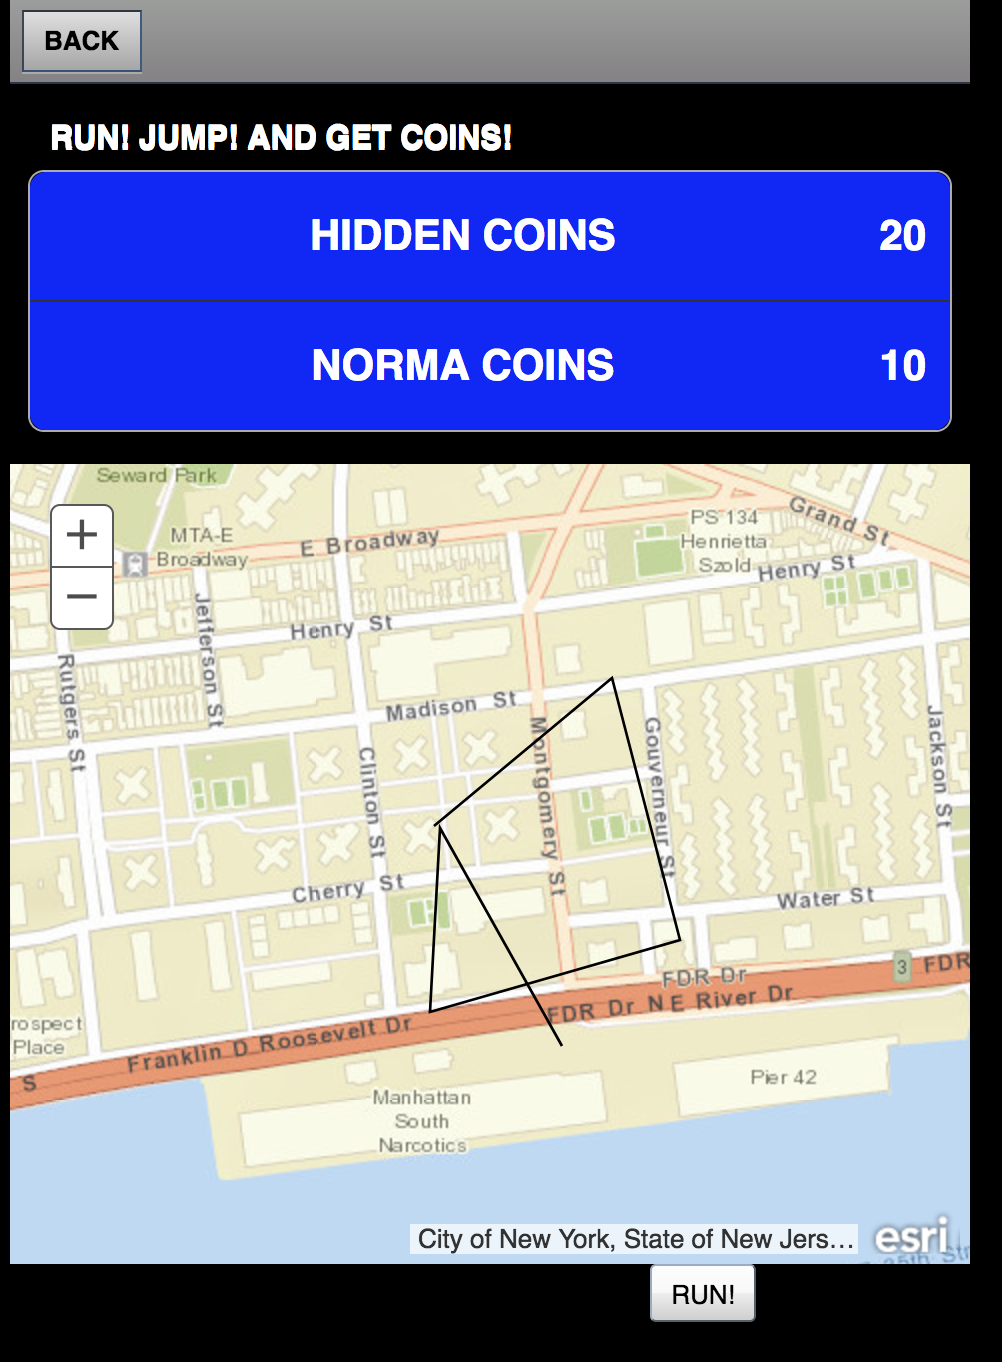 BACK
RUN! JUMP! AND GET COINS!
HIDDEN COINS 20
NORMA COINS 10
Seward Park
+
−
MTA-E
Broadway
E Broadway
PS 134
Henrietta
Szold
Grand St
Henry St
Henry St
Jefferson St
Rutgers St
Madison St
Clinton St
Montgomery St
Gouverneur St
Jackson St
Cherry St
Water St
3
FDR
FDR Dr
FDR Dr N E River Dr
Franklin D Roosevelt Dr
rospect
Place
S
Pier 42
Manhattan
South
Narcotics
City of New York, State of New Jers…
esri
RUN!